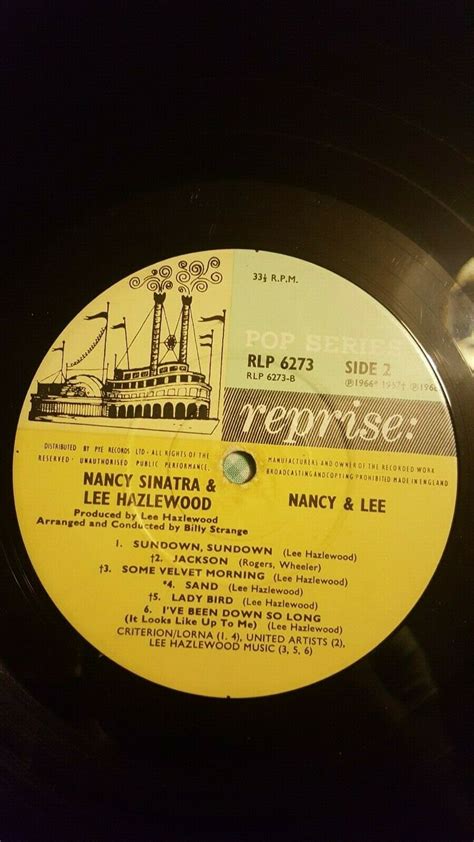 33⅓ R.P.M.
POP SERIES
RLP 6273 SIDE 2
RLP 6273-B
℗1966* 1967† ℗196
reprise:
DISTRIBUTED BY PYE RECORDS LTD · ALL RIGHTS OF THE
RESERVED · UNAUTHORISED PUBLIC PERFORMANCE,
MANUFACTURERS AND OWNER OF THE RECORDED WORK
BROADCASTING AND COPYING PROHIBITED MADE IN ENGLAND
NANCY SINATRA &
LEE HAZLEWOOD
NANCY & LEE
Produced by Lee Hazlewood
Arranged and Conducted by Billy Strange
1. SUNDOWN, SUNDOWN (Lee Hazlewood)
†2. JACKSON (Rogers, Wheeler)
†3. SOME VELVET MORNING (Lee Hazlewood)
*4. SAND (Lee Hazlewood)
†5. LADY BIRD (Lee Hazlewood)
6. I'VE BEEN DOWN SO LONG
(It Looks Like Up To Me) (Lee Hazlewood)
CRITERION/LORNA (1, 4), UNITED ARTISTS (2),
LEE HAZLEWOOD MUSIC (3, 5, 6)